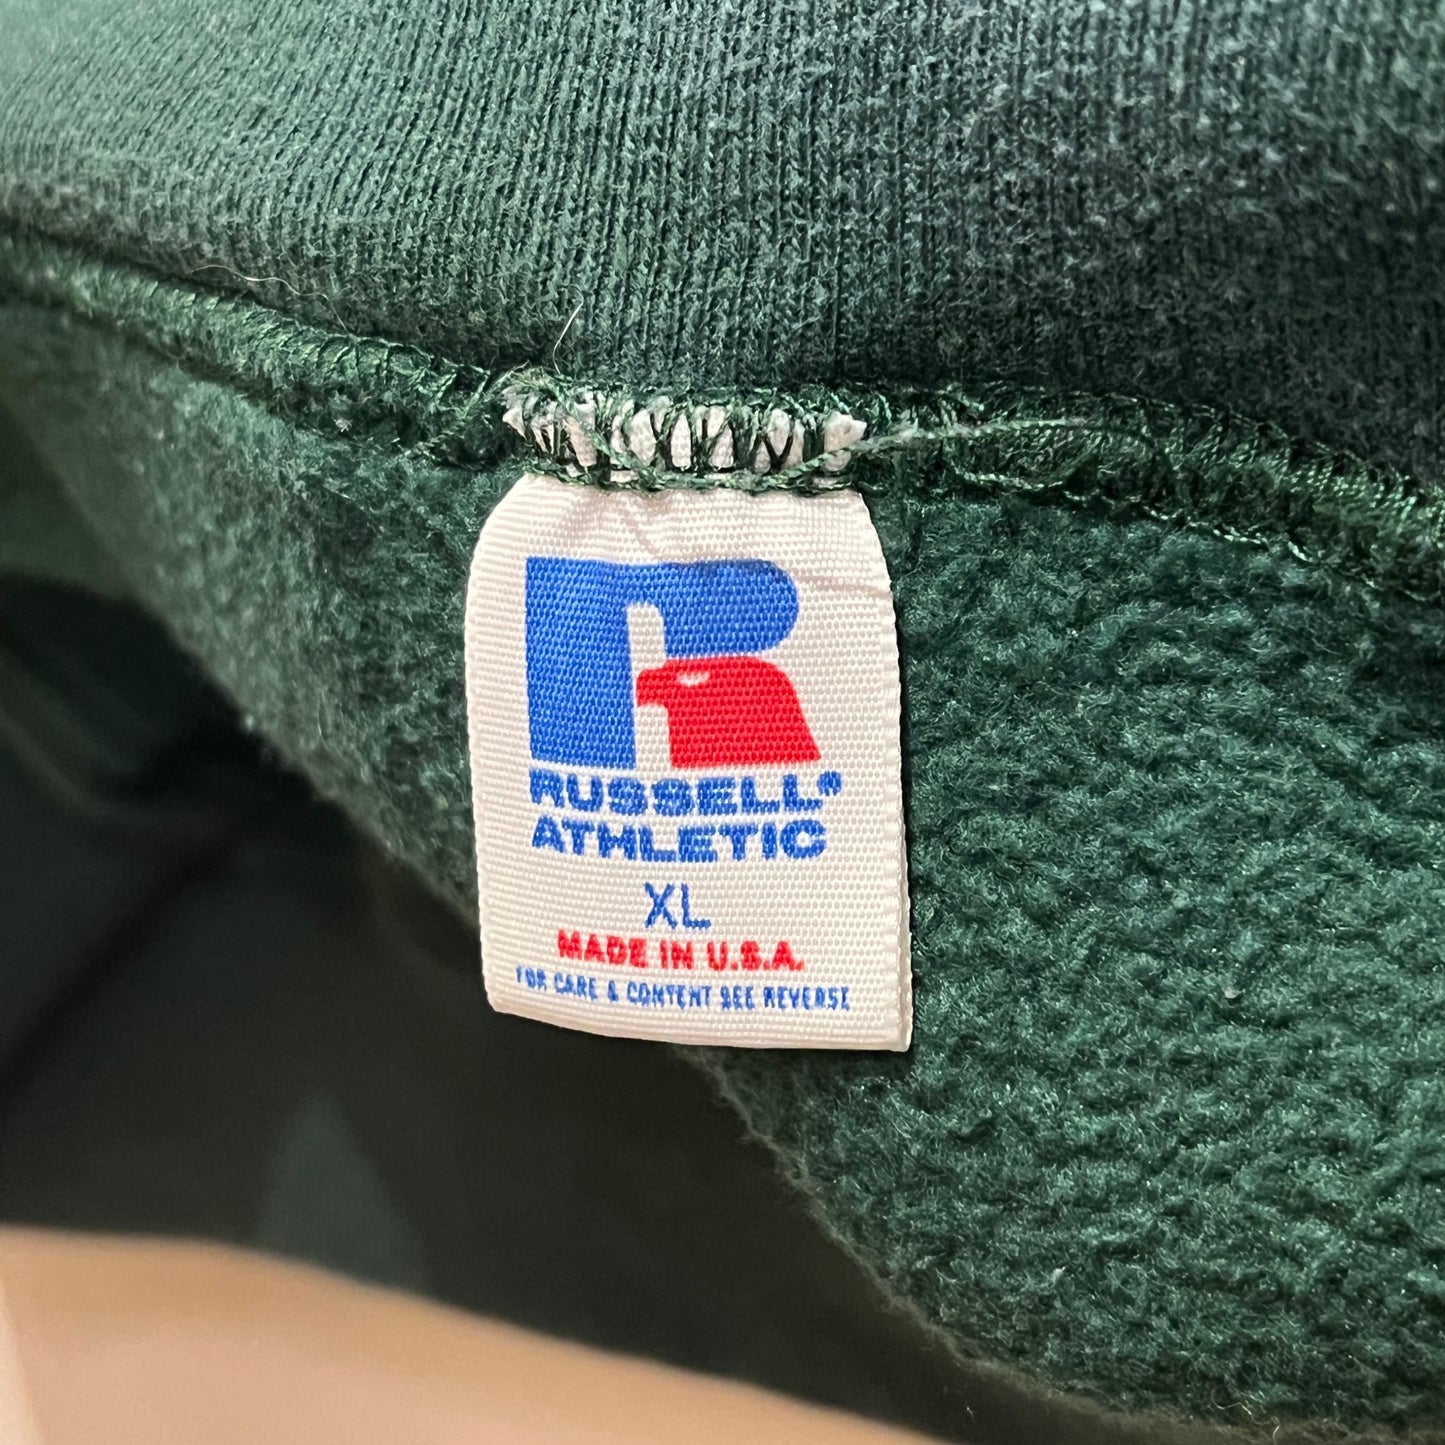 R
RUSSELL®
ATHLETIC
XL
MADE IN U.S.A.
FOR CARE & CONTENT SEE REVERSE